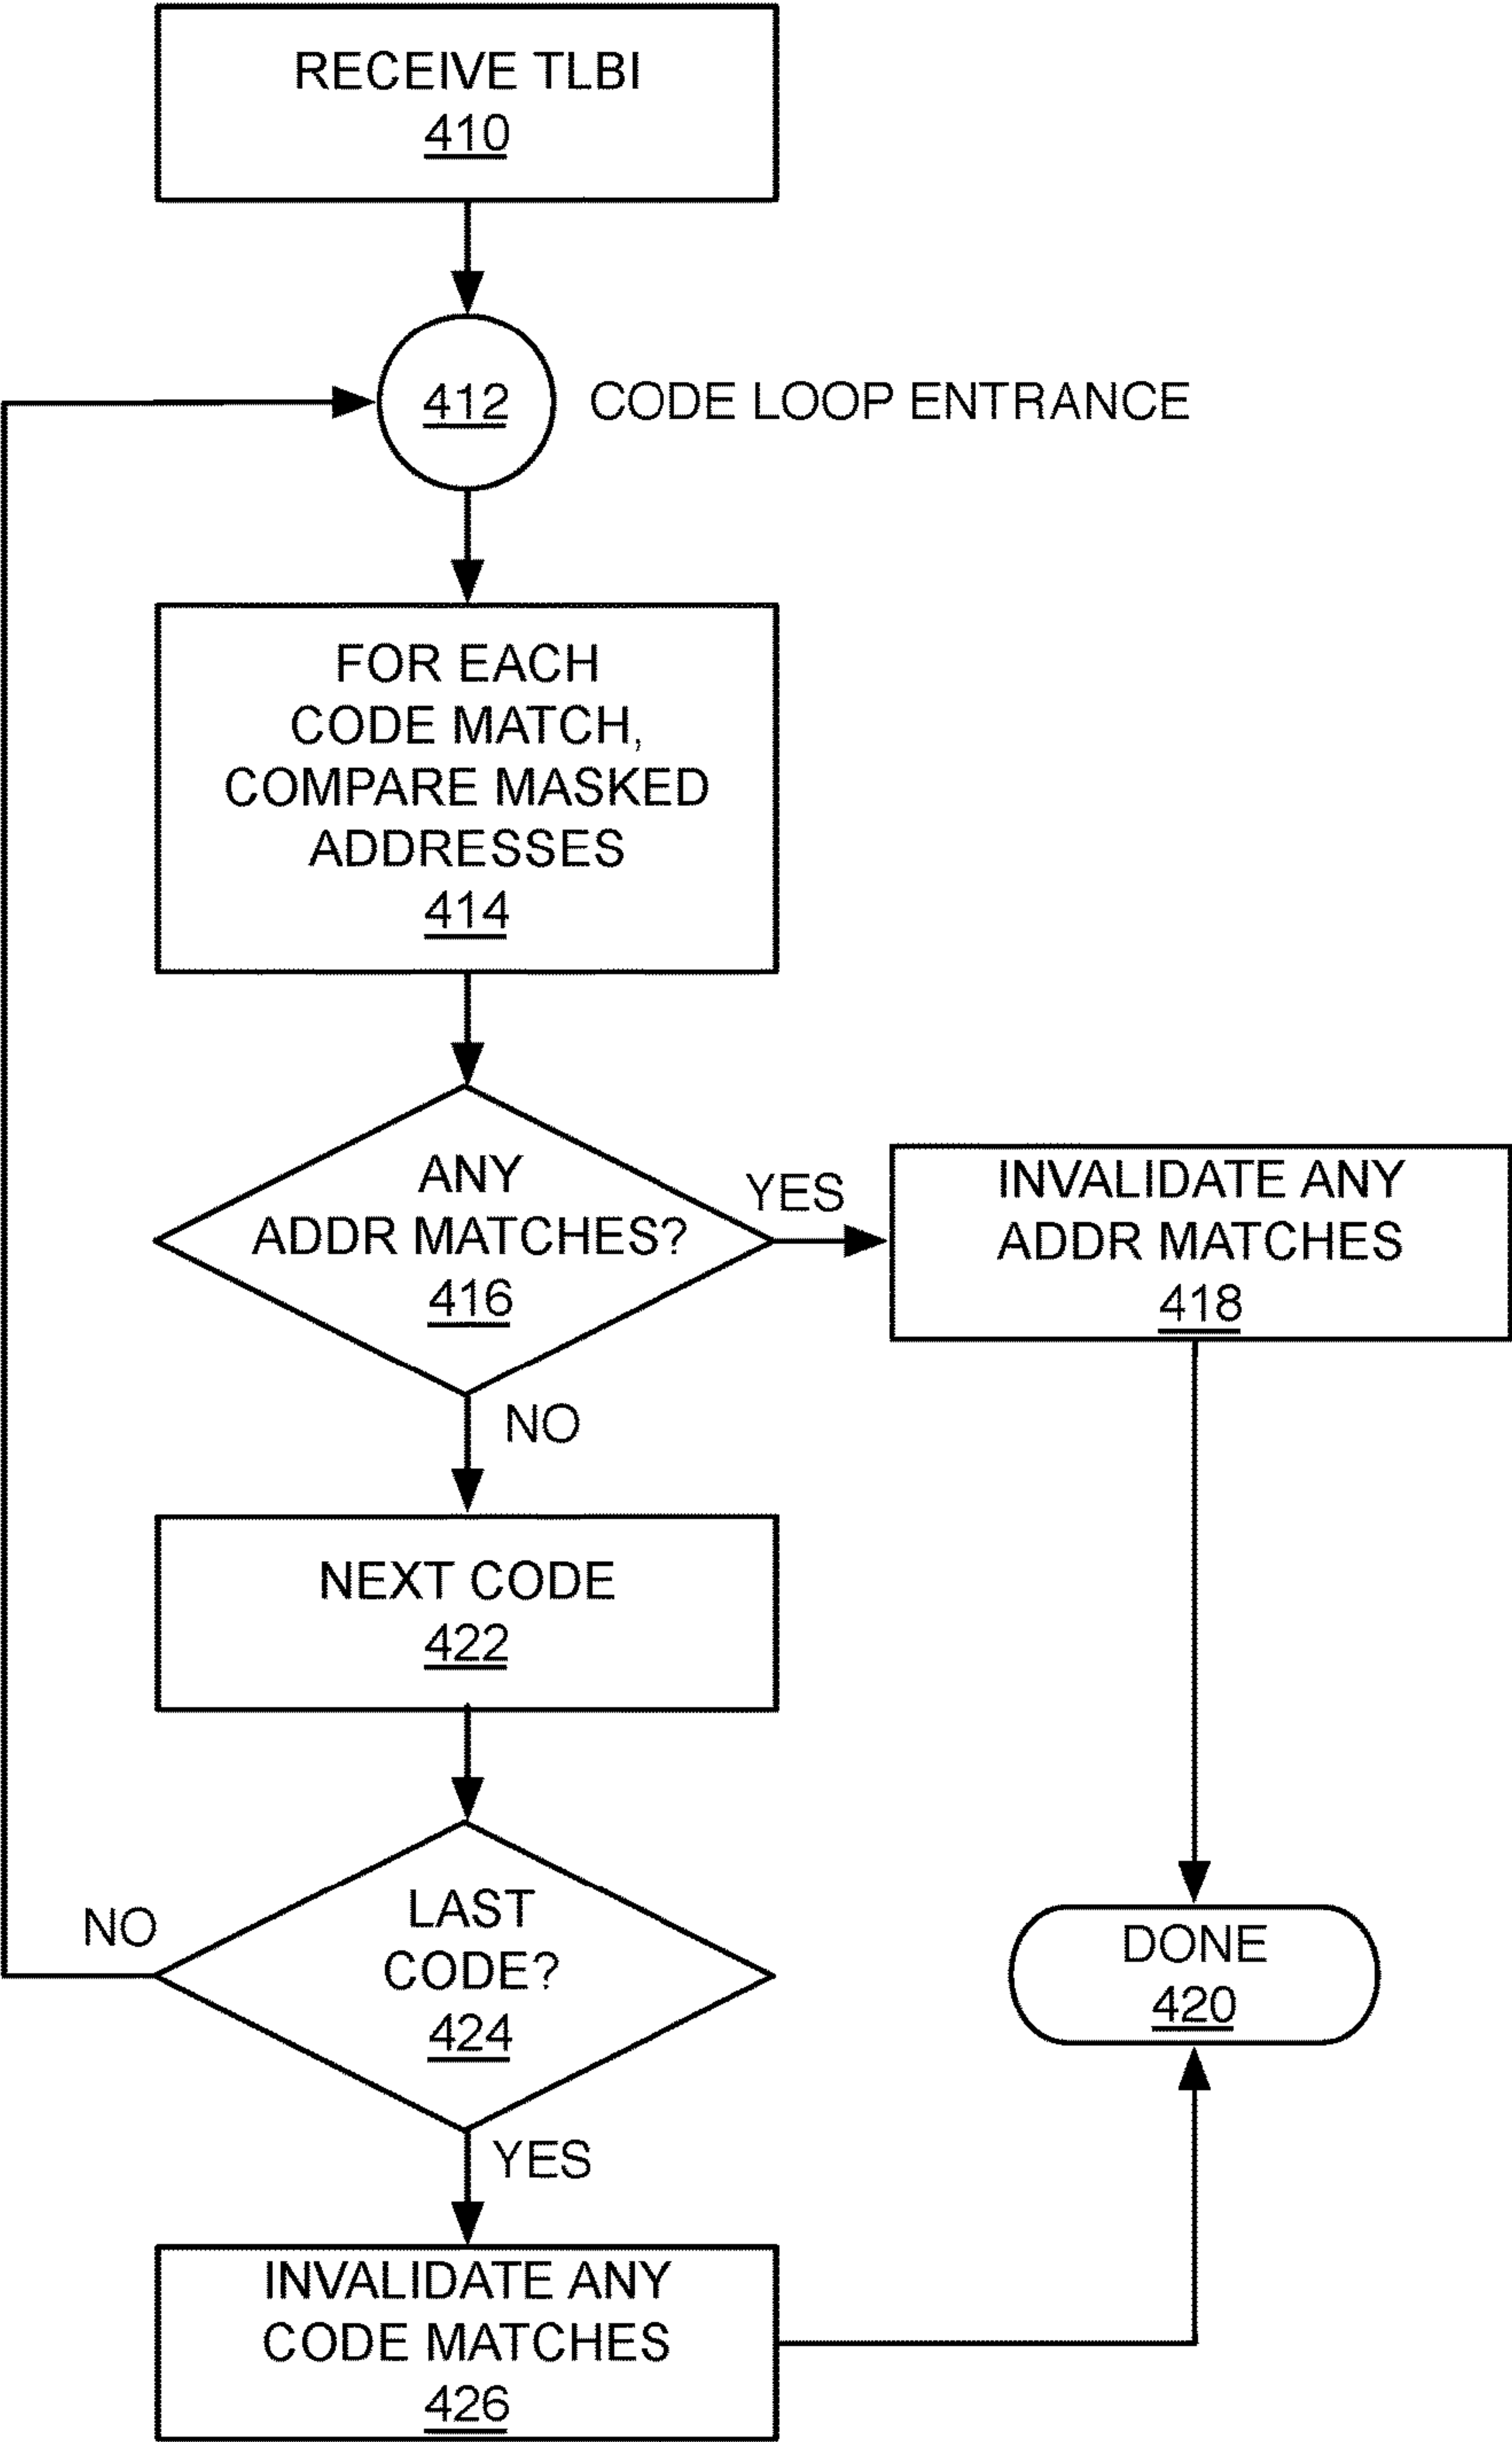 RECEIVE TLBI
410
412
CODE LOOP ENTRANCE
FOR EACH
CODE MATCH,
COMPARE MASKED
ADDRESSES
414
ANY
ADDR MATCHES?
416
YES
INVALIDATE ANY
ADDR MATCHES
418
NO
NEXT CODE
422
LAST
CODE?
424
NO
DONE
420
YES
INVALIDATE ANY
CODE MATCHES
426